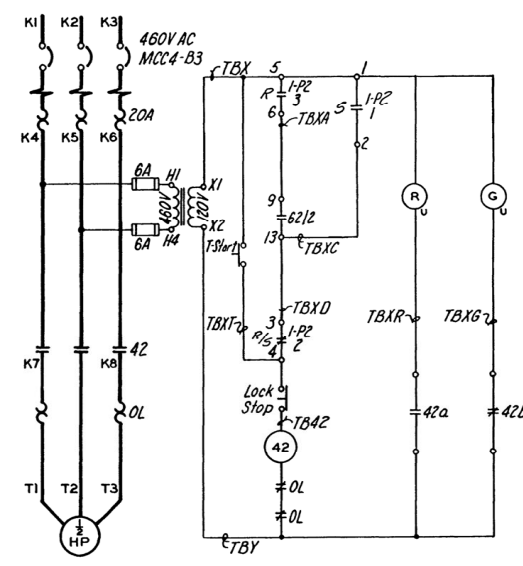 K1 K2 K3
460V AC
MCC4-B3
20A
K4 K5 K6
6A H1
460V
120V
X1
X2
6A H4
TBX
5
1
R 1-P2
3
6 TBXA
S 1-P2
1
2
9
62/2
13 TBXC
T-Start
TBXT
TBXD
3
R/S 1-P2
2
4
R U
G U
TBXR
TBXG
42
K7 K8
OL
Lock
Stop
TB42
42
42a
42b
OL
OL
T1 T2 T3
1/2
HP
TBY